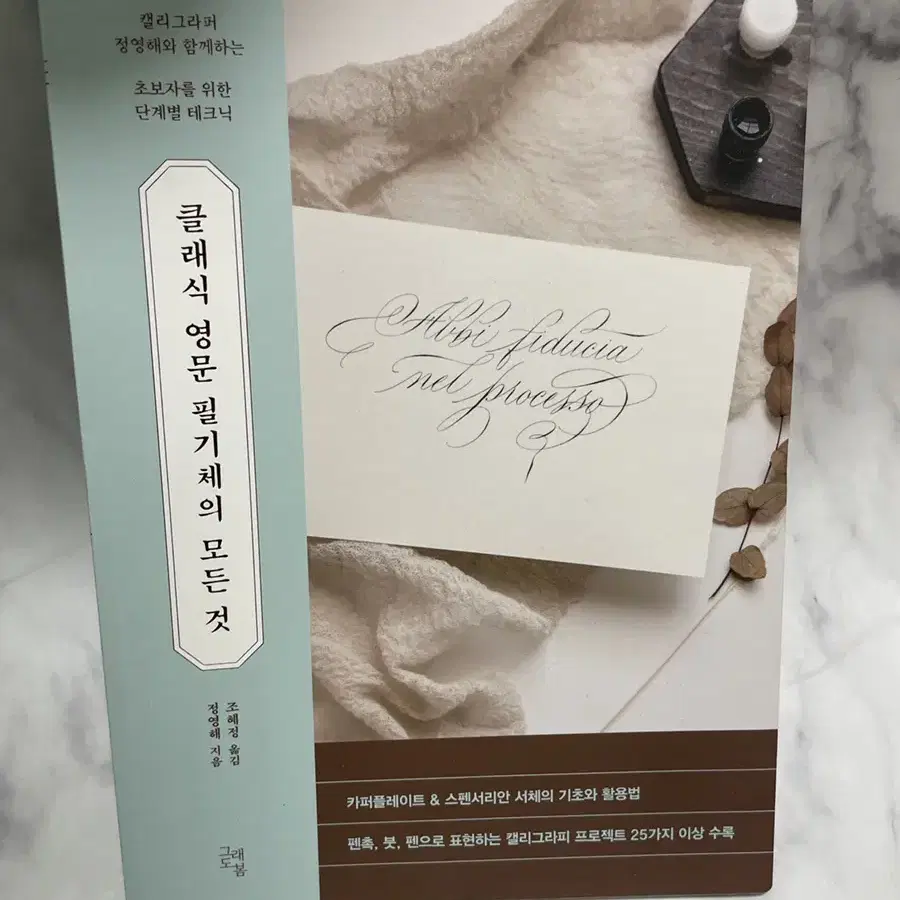 캘리그라퍼
정영해와 함께하는
초보자를 위한
단계별 테크닉
클래식 영문 필기체의 모든 것
Abbi fiducia
nel processo
정영해 지음
조혜정 옮김
카퍼플레이트 & 스펜서리안 서체의 기초와 활용법
펜촉, 붓, 펜으로 표현하는 캘리그라피 프로젝트 25가지 이상 수록
그래
도봄